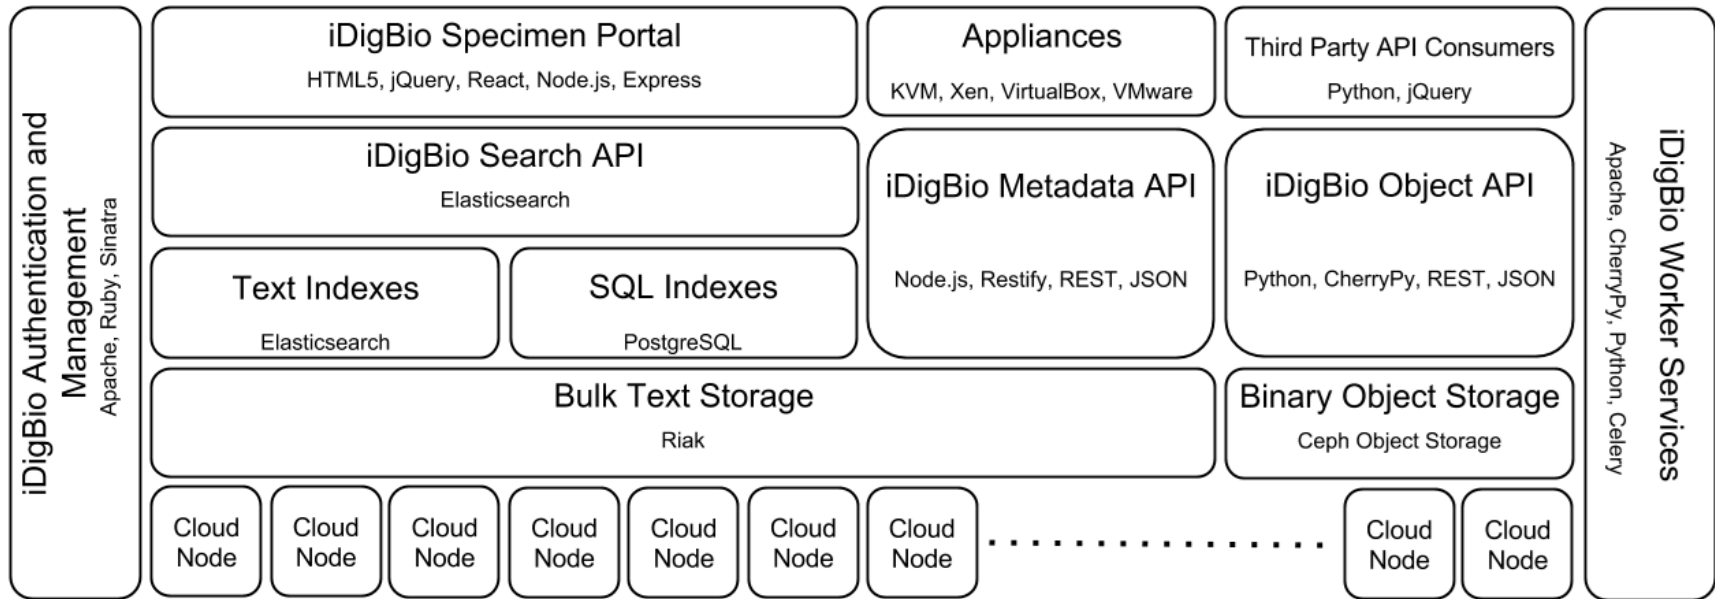 iDigBio Authentication and
Management
Apache, Ruby, Sinatra
iDigBio Specimen Portal
HTML5, jQuery, React, Node.js, Express
Appliances
KVM, Xen, VirtualBox, VMware
Third Party API Consumers
Python, jQuery
iDigBio Search API
Elasticsearch
iDigBio Metadata API
Node.js, Restify, REST, JSON
iDigBio Object API
Python, CherryPy, REST, JSON
Text Indexes
Elasticsearch
SQL Indexes
PostgreSQL
Bulk Text Storage
Riak
Binary Object Storage
Ceph Object Storage
Cloud
Node
Cloud
Node
Cloud
Node
Cloud
Node
Cloud
Node
Cloud
Node
Cloud
Node
Cloud
Node
Cloud
Node
iDigBio Worker Services
Apache, CherryPy, Python, Celery